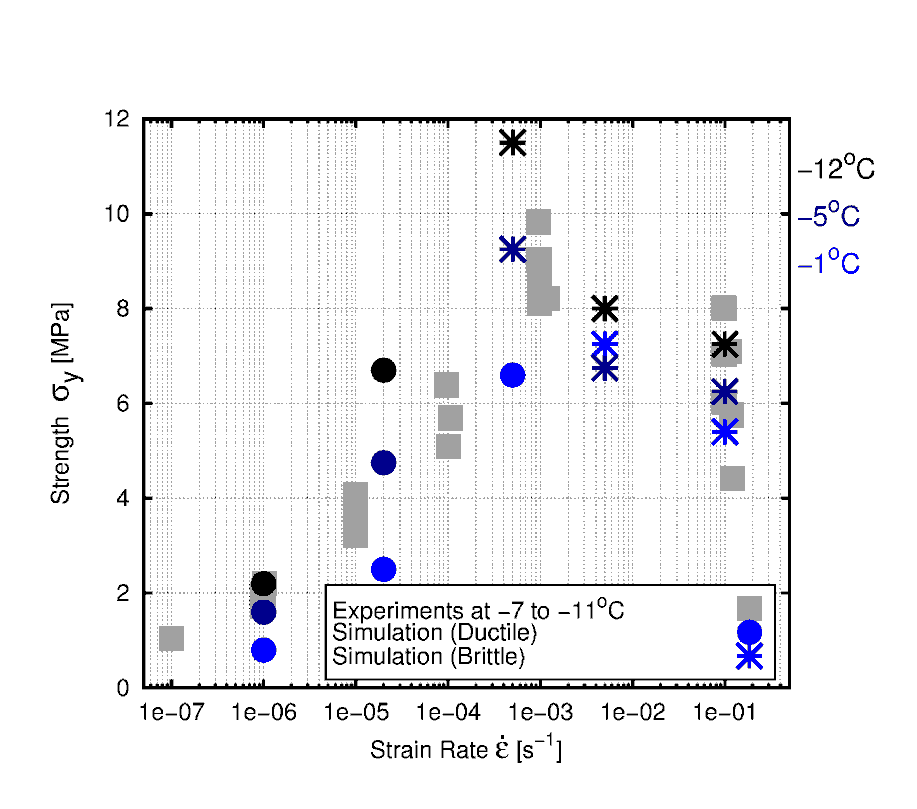 12
10
8
6
4
2
0
Strength σy [MPa]
−12°C
−5°C
−1°C
Experiments at −7 to −11°C
Simulation (Ductile)
Simulation (Brittle)
1e−07 1e−06 1e−05 1e−04 1e−03 1e−02 1e−01
Strain Rate ε̇ [s⁻¹]